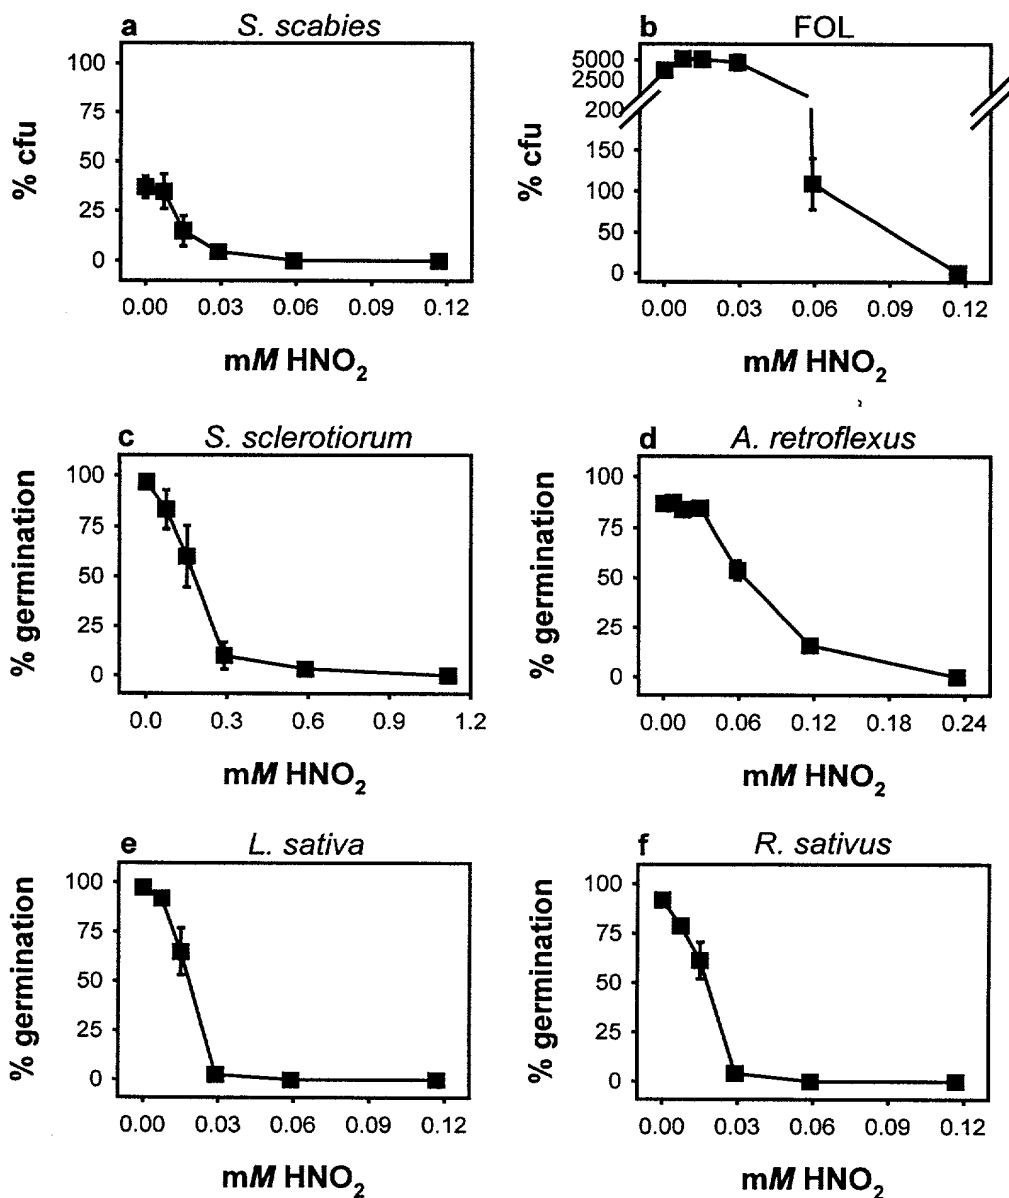 a S. scabies
100
75
50
25
0
% cfu
0.00 0.03 0.06 0.09 0.12
mM HNO2
b FOL
5000
2500
200
150
100
50
0
% cfu
0.00 0.03 0.06 0.09 0.12
mM HNO2
c S. sclerotiorum
100
75
50
25
0
% germination
0.0 0.3 0.6 0.9 1.2
mM HNO2
d A. retroflexus
100
75
50
25
0
% germination
0.00 0.06 0.12 0.18 0.24
mM HNO2
e L. sativa
100
75
50
25
0
% germination
0.00 0.03 0.06 0.09 0.12
mM HNO2
f R. sativus
100
75
50
25
0
% germination
0.00 0.03 0.06 0.09 0.12
mM HNO2